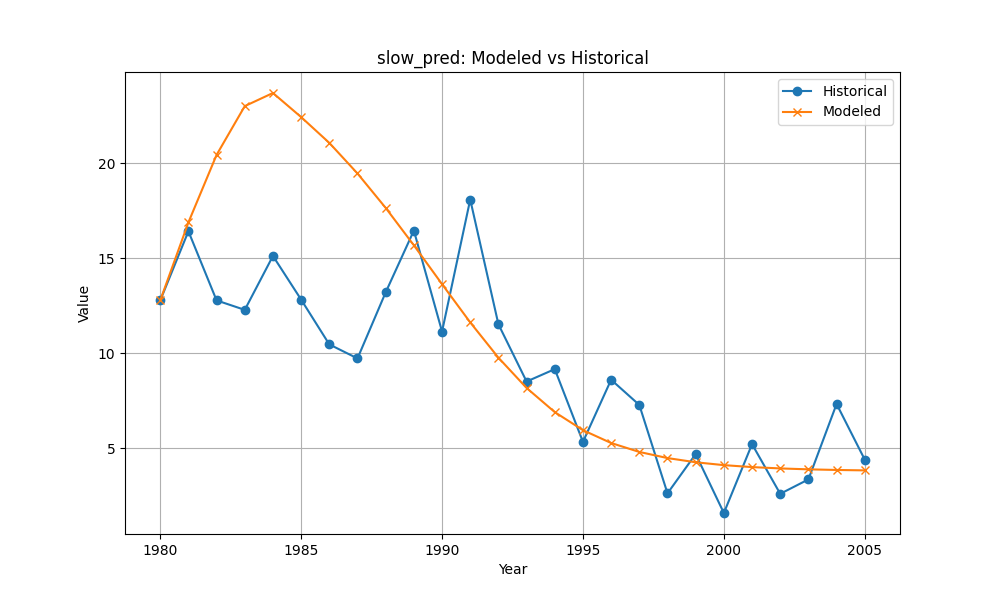 slow_pred: Modeled vs Historical
Historical
Modeled
Value
20
15
10
5
1980 1985 1990 1995 2000 2005
Year